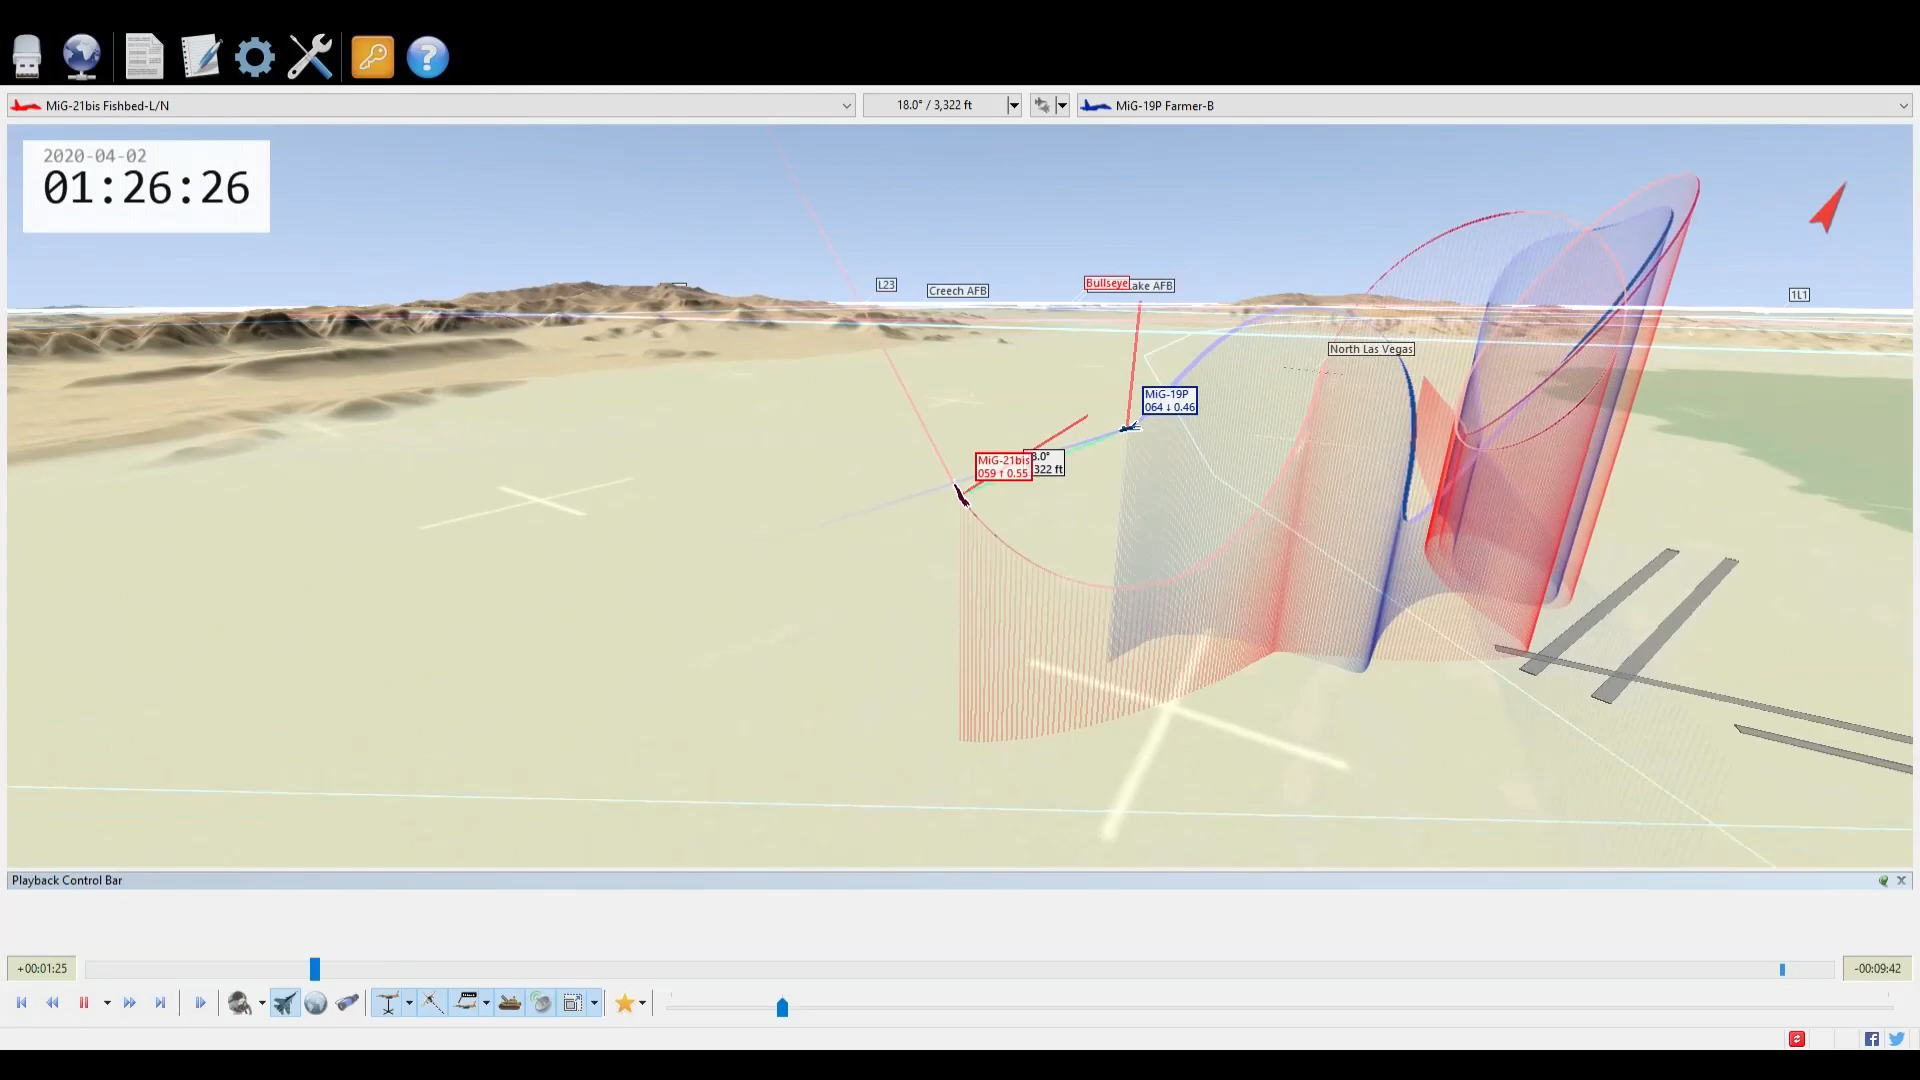 MiG-21bis Fishbed-L/N
18.0° / 3,322 ft
MiG-19P Farmer-B
2020-04-02
01:26:26
L23
Creech AFB
Bullseye
ake AFB
1L1
North Las Vegas
MiG-19P
064↓0.46
MiG-21bis
059↑0.55
8.0°
322 ft
Playback Control Bar
+00:01:25
-00:09:42